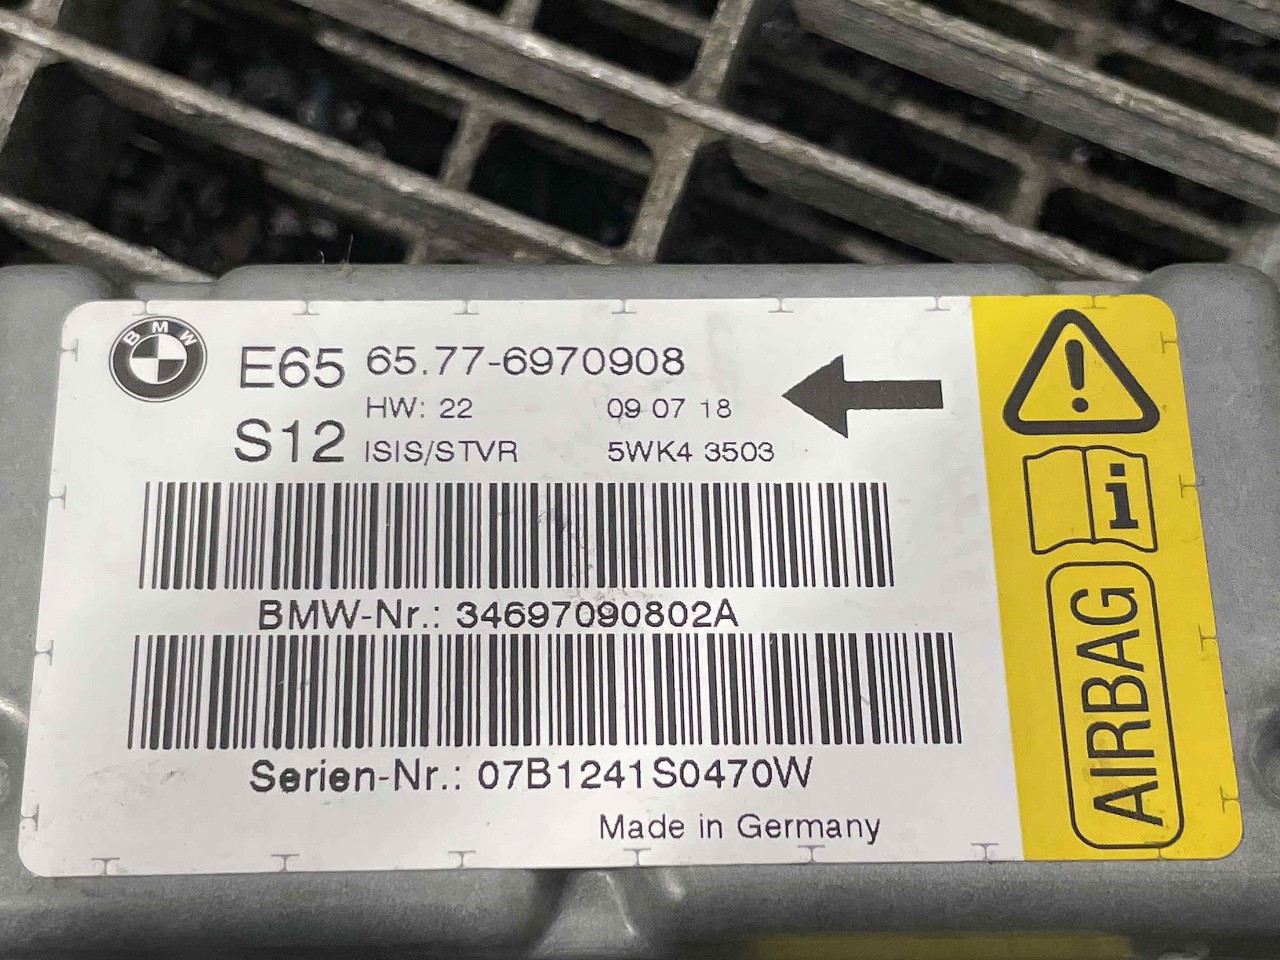 BMW
E65 65.77-6970908
HW: 22 09 07 18
S12 ISIS/STVR 5WK4 3503
BMW-Nr.: 34697090802A
Serien-Nr.: 07B1241S0470W
Made in Germany
i
AIRBAG